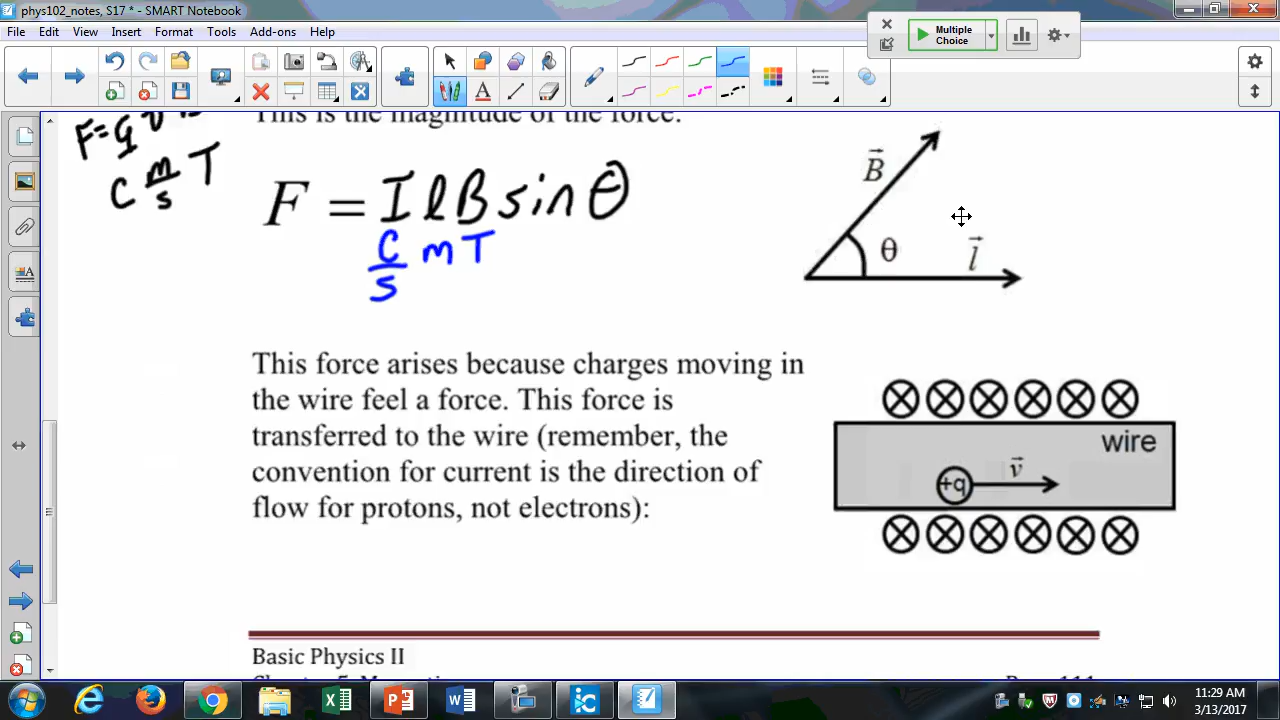 phys102_notes, S17 * - SMART Notebook
File Edit View Insert Format Tools Add-ons Help
Multiple Choice
This is the magnitude of the force.
F = I l B sin θ
C/s m T
C m/s T
B
θ
l
This force arises because charges moving in
the wire feel a force. This force is
transferred to the wire (remember, the
convention for current is the direction of
flow for protons, not electrons):
wire
+q v
Basic Physics II
11:29 AM
3/13/2017